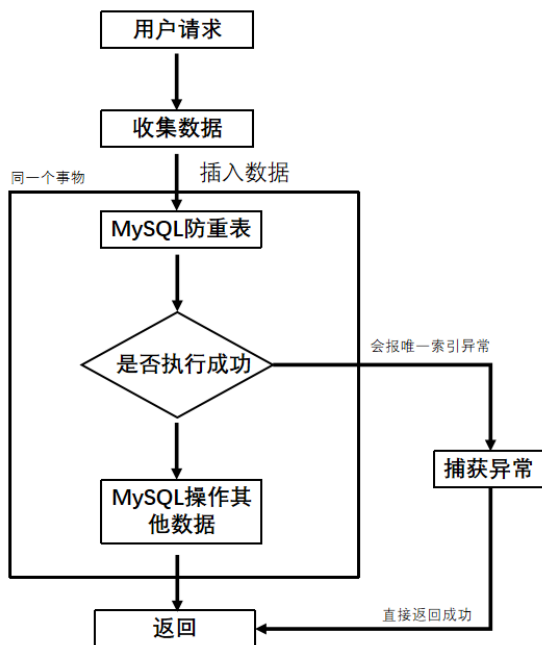 用户请求
收集数据
同一个事物
插入数据
MySQL防重表
是否执行成功
会报唯一索引异常
捕获异常
MySQL操作其
他数据
直接返回成功
返回